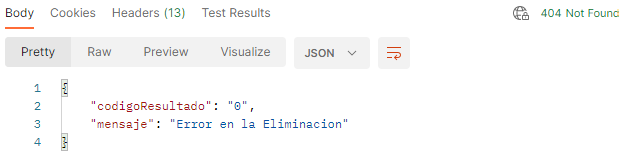 Body Cookies Headers (13) Test Results 404 Not Found
Pretty Raw Preview Visualize JSON
1 {
2 "codigoResultado": "0",
3 "mensaje": "Error en la Eliminacion"
4 }